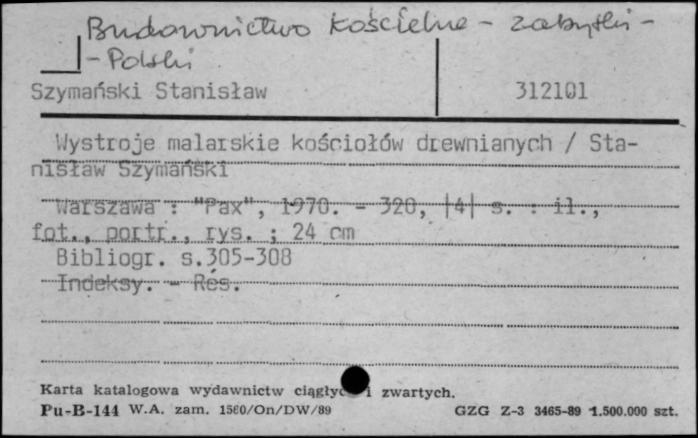 Budownictwo kościelne - zabytki -
- Polski
Szymański Stanisław 312101
Wystroje malarskie kościołów drewnianych / Sta-
nisław Szymański
Warszawa : "Pax", 1970. - 320, |4| s. : il.,
fot., portr., rys. ; 24 cm
Bibliogr. s.305-308
Indeksy. - Rés.
Karta katalogowa wydawnictw ciągłyc i zwartych.
Pu-B-144 W.A. zam. 1560/On/DW/89 GZG Z-3 3465-89 1.500.000 szt.